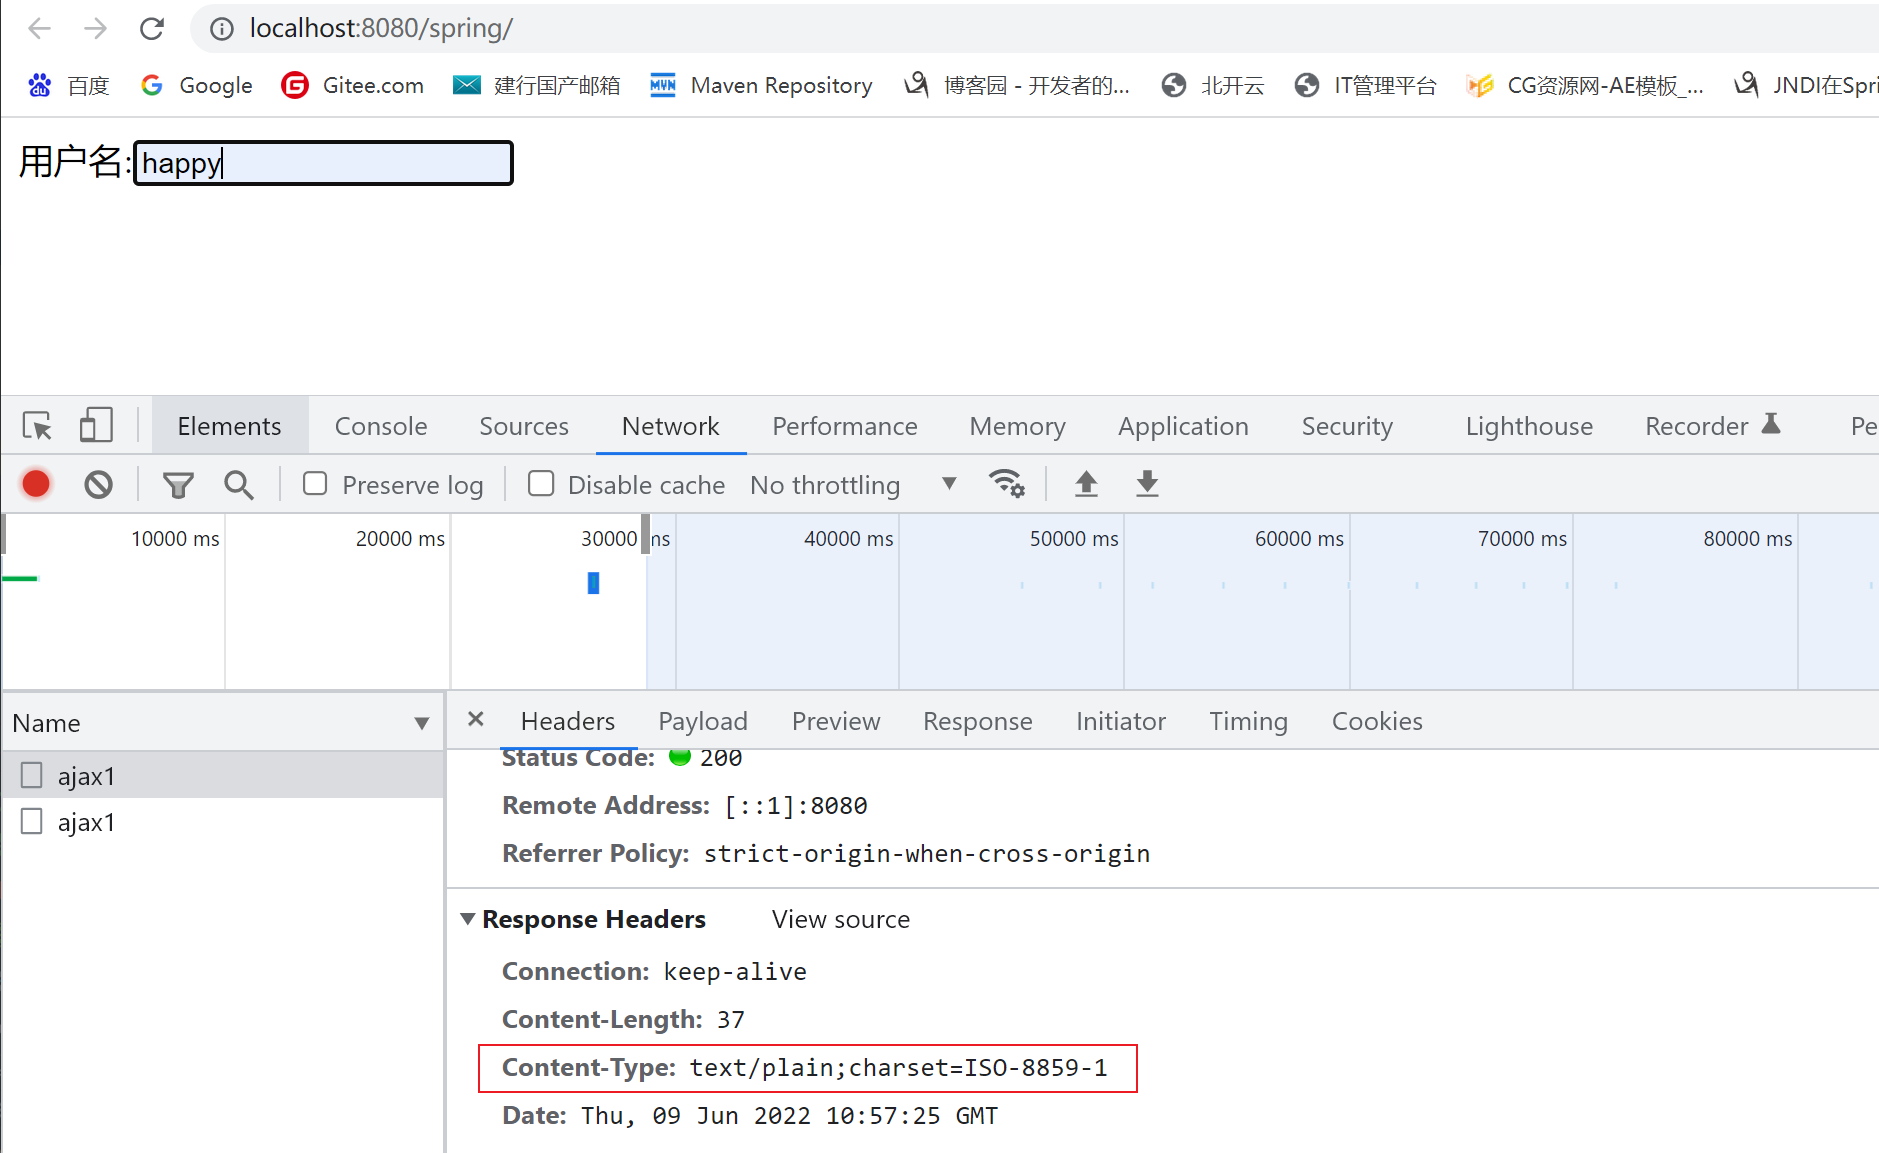 localhost:8080/spring/
百度 Google Gitee.com 建行国产邮箱 MVN Maven Repository 博客园 - 开发者的... 北开云 IT管理平台 CG资源网-AE模板_... JNDI在Spri
用户名: happy
Elements Console Sources Network Performance Memory Application Security Lighthouse Recorder Pe
Preserve log Disable cache No throttling
10000 ms 20000 ms 30000 ms 40000 ms 50000 ms 60000 ms 70000 ms 80000 ms
Name Headers Payload Preview Response Initiator Timing Cookies
Status Code: 200
ajax1
Remote Address: [::1]:8080
ajax1
Referrer Policy: strict-origin-when-cross-origin
Response Headers View source
Connection: keep-alive
Content-Length: 37
Content-Type: text/plain;charset=ISO-8859-1
Date: Thu, 09 Jun 2022 10:57:25 GMT